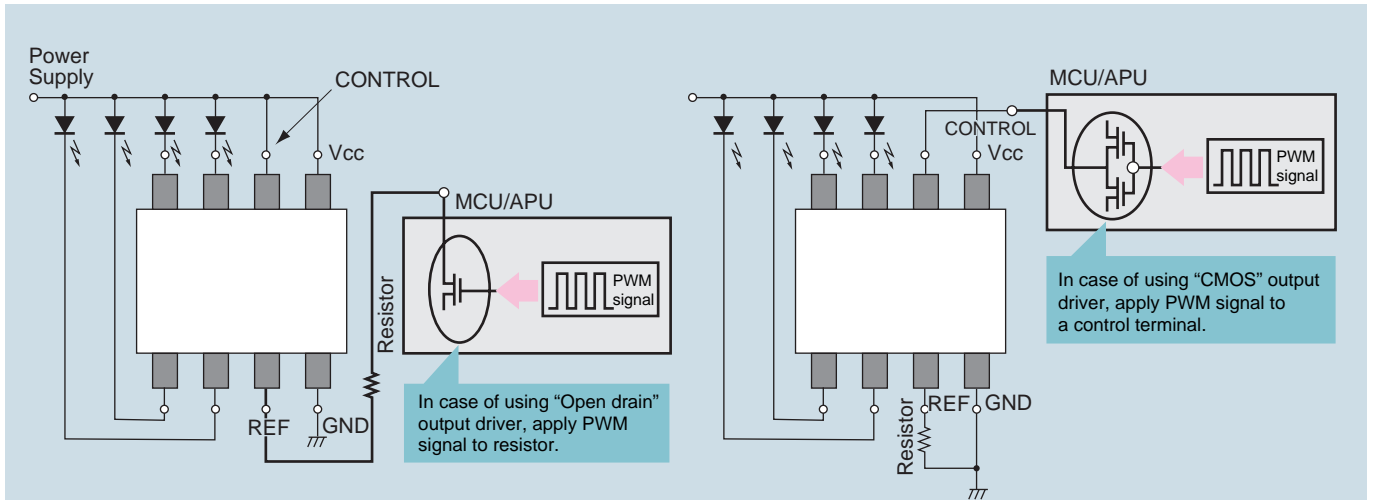 Power
Supply
CONTROL
Vcc
MCU/APU
PWM
signal
Resistor
In case of using “Open drain”
output driver, apply PWM
signal to resistor.
REF
GND
MCU/APU
CONTROL
Vcc
PWM
signal
In case of using “CMOS” output
driver, apply PWM signal to
a control terminal.
Resistor
REF
GND